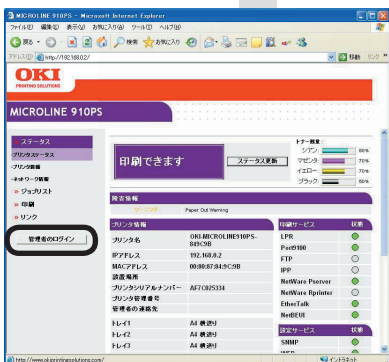 MICROLINE 910PS - Microsoft Internet Explorer
ファイル(F) 編集(E) 表示(V) お気に入り(A) ツール(T) ヘルプ(H)
戻る 検索 お気に入り
アドレス(D) http://192.168.0.2/ 移動 リンク »
OKI
PRINTING SOLUTIONS
MICROLINE 910PS
ステータス
プリンタステータス
プリンタ情報
ネットワーク情報
ジョブリスト
印刷
リンク
管理者のログイン
印刷できます
ステータス更新
トナー残量:
シアン: 80%
マゼンタ: 70%
イエロー: 70%
ブラック:
障害情報
Paper Out Warning
プリンタ情報
プリンタ名 OKI-MICROLINE910PS-849C9B
IPアドレス 192.168.0.2
MACアドレス 00:80:87:84:9C:9B
設置場所
プリンタシリアルナンバー AF7C025334
プリンタ管理番号
管理者の連絡先
トレイ1 A4 横送り
トレイ2 A4 横送り
トレイ3 A4 横送り
印刷サービス 状態
LPR
Port9100
FTP
IPP
NetWare Pserver
NetWare Rprinter
EtherTalk
NetBEUI
設定サービス 状態
SNMP
WEB
http://www.okiprintingsolutions.com/
イントラネット